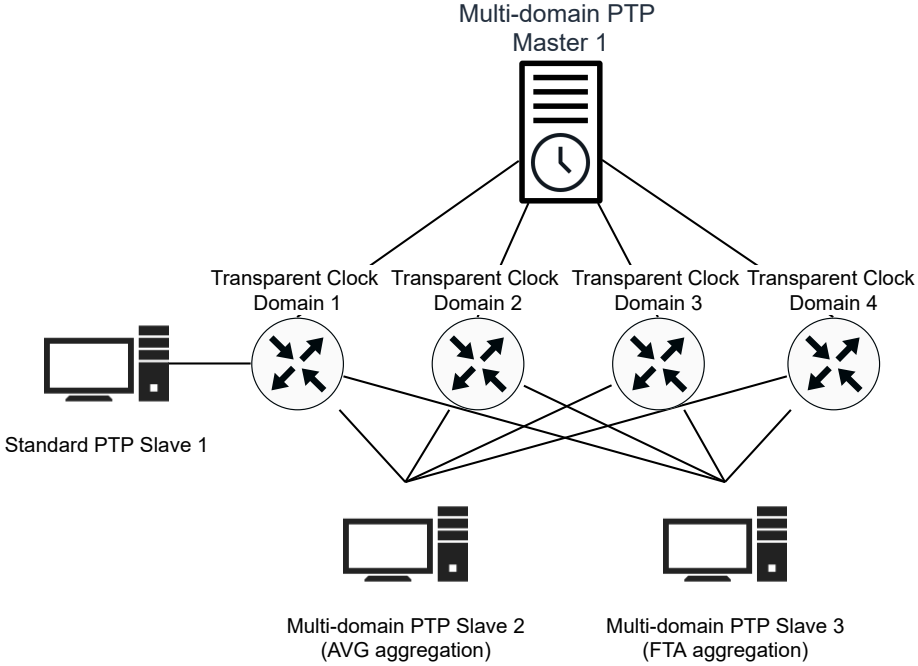 Multi-domain PTP
Master 1
Transparent Clock
Domain 1
Transparent Clock
Domain 2
Transparent Clock
Domain 3
Transparent Clock
Domain 4
Standard PTP Slave 1
Multi-domain PTP Slave 2
(AVG aggregation)
Multi-domain PTP Slave 3
(FTA aggregation)